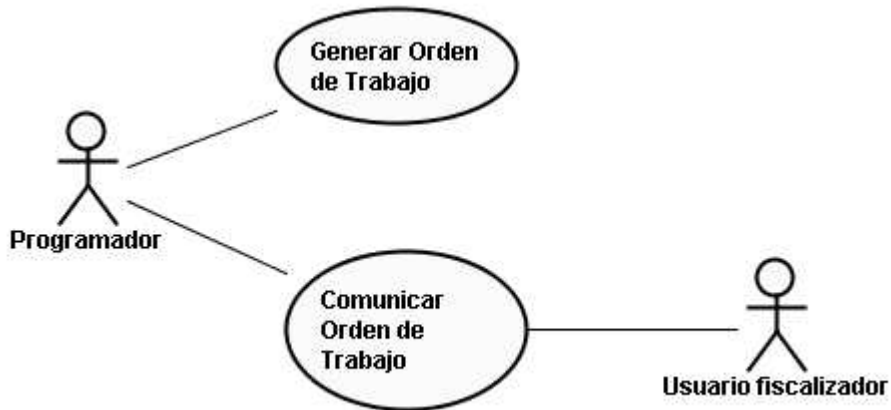 Generar Orden
de Trabajo
Programador
Comunicar
Orden de
Trabajo
Usuario fiscalizador